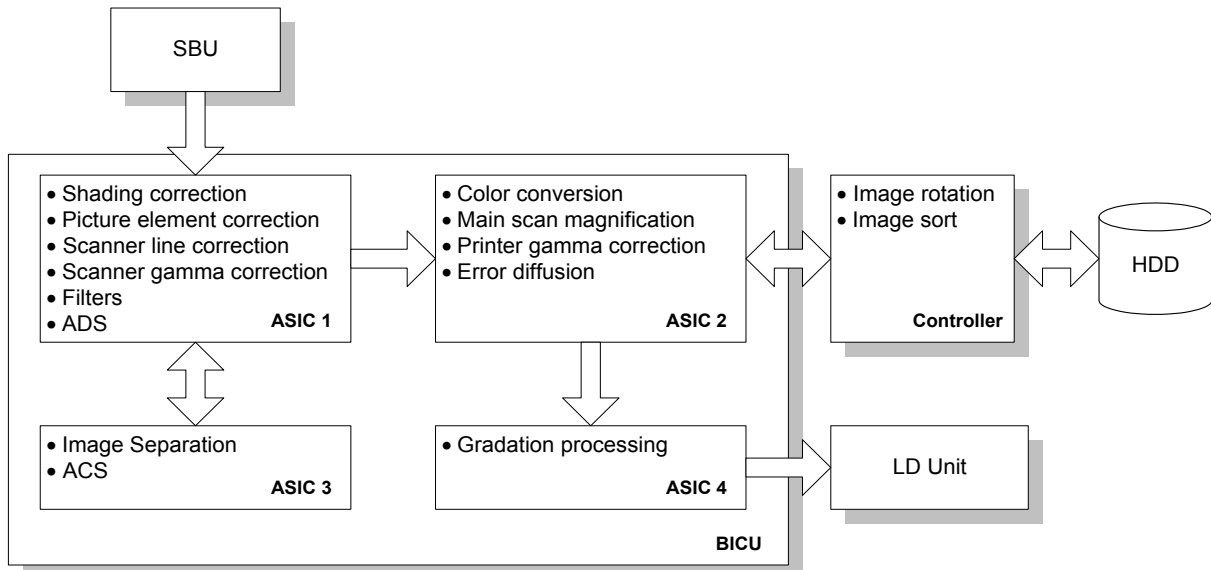 SBU
• Shading correction
• Picture element correction
• Scanner line correction
• Scanner gamma correction
• Filters
• ADS
ASIC 1
• Color conversion
• Main scan magnification
• Printer gamma correction
• Error diffusion
ASIC 2
• Image rotation
• Image sort
Controller
HDD
• Image Separation
• ACS
ASIC 3
• Gradation processing
ASIC 4
LD Unit
BICU